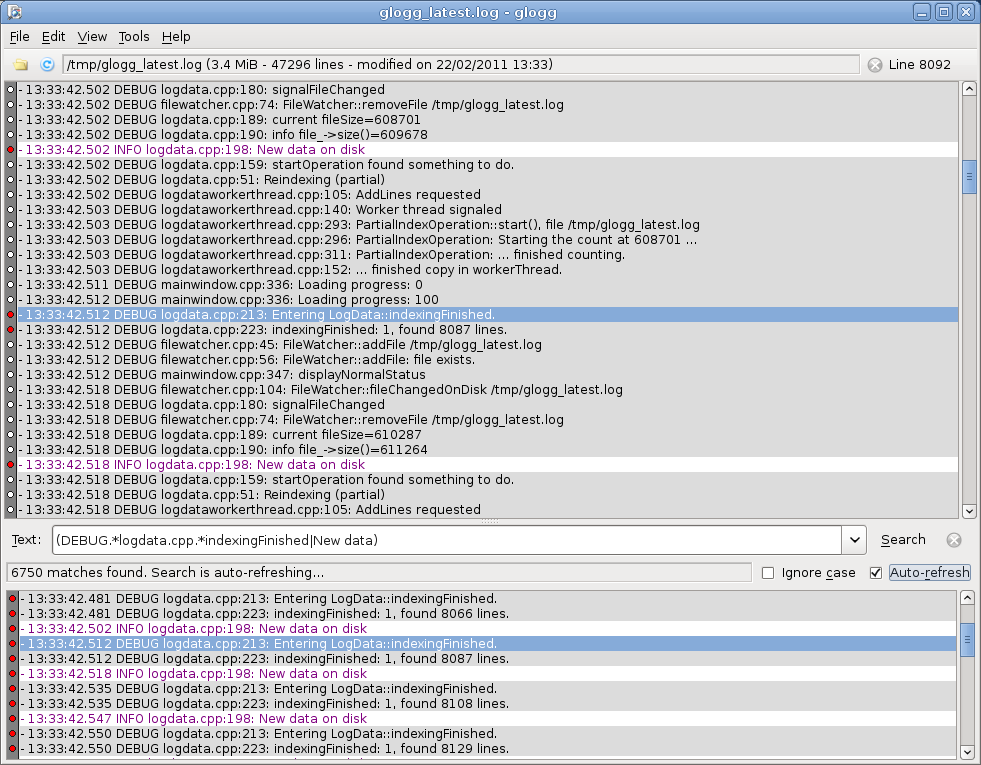 glogg_latest.log - glogg
File Edit View Tools Help
/tmp/glogg_latest.log (3.4 MiB - 47296 lines - modified on 22/02/2011 13:33) Line 8092
- 13:33:42.502 DEBUG logdata.cpp:180: signalFileChanged
- 13:33:42.502 DEBUG filewatcher.cpp:74: FileWatcher::removeFile /tmp/glogg_latest.log
- 13:33:42.502 DEBUG logdata.cpp:189: current fileSize=608701
- 13:33:42.502 DEBUG logdata.cpp:190: info file_->size()=609678
- 13:33:42.502 INFO logdata.cpp:198: New data on disk
- 13:33:42.502 DEBUG logdata.cpp:159: startOperation found something to do.
- 13:33:42.502 DEBUG logdata.cpp:51: Reindexing (partial)
- 13:33:42.502 DEBUG logdataworkerthread.cpp:105: AddLines requested
- 13:33:42.503 DEBUG logdataworkerthread.cpp:140: Worker thread signaled
- 13:33:42.503 DEBUG logdataworkerthread.cpp:293: PartialIndexOperation::start(), file /tmp/glogg_latest.log
- 13:33:42.503 DEBUG logdataworkerthread.cpp:296: PartialIndexOperation: Starting the count at 608701 ...
- 13:33:42.503 DEBUG logdataworkerthread.cpp:311: PartialIndexOperation: ... finished counting.
- 13:33:42.503 DEBUG logdataworkerthread.cpp:152: ... finished copy in workerThread.
- 13:33:42.511 DEBUG mainwindow.cpp:336: Loading progress: 0
- 13:33:42.512 DEBUG mainwindow.cpp:336: Loading progress: 100
- 13:33:42.512 DEBUG logdata.cpp:213: Entering LogData::indexingFinished.
- 13:33:42.512 DEBUG logdata.cpp:223: indexingFinished: 1, found 8087 lines.
- 13:33:42.512 DEBUG filewatcher.cpp:45: FileWatcher::addFile /tmp/glogg_latest.log
- 13:33:42.512 DEBUG filewatcher.cpp:56: FileWatcher::addFile: file exists.
- 13:33:42.512 DEBUG mainwindow.cpp:347: displayNormalStatus
- 13:33:42.518 DEBUG filewatcher.cpp:104: FileWatcher::fileChangedOnDisk /tmp/glogg_latest.log
- 13:33:42.518 DEBUG logdata.cpp:180: signalFileChanged
- 13:33:42.518 DEBUG filewatcher.cpp:74: FileWatcher::removeFile /tmp/glogg_latest.log
- 13:33:42.518 DEBUG logdata.cpp:189: current fileSize=610287
- 13:33:42.518 DEBUG logdata.cpp:190: info file_->size()=611264
- 13:33:42.518 INFO logdata.cpp:198: New data on disk
- 13:33:42.518 DEBUG logdata.cpp:159: startOperation found something to do.
- 13:33:42.518 DEBUG logdata.cpp:51: Reindexing (partial)
- 13:33:42.518 DEBUG logdataworkerthread.cpp:105: AddLines requested
Text: (DEBUG.*logdata.cpp.*indexingFinished|New data) Search
6750 matches found. Search is auto-refreshing... Ignore case Auto-refresh
- 13:33:42.481 DEBUG logdata.cpp:213: Entering LogData::indexingFinished.
- 13:33:42.481 DEBUG logdata.cpp:223: indexingFinished: 1, found 8066 lines.
- 13:33:42.502 INFO logdata.cpp:198: New data on disk
- 13:33:42.512 DEBUG logdata.cpp:213: Entering LogData::indexingFinished.
- 13:33:42.512 DEBUG logdata.cpp:223: indexingFinished: 1, found 8087 lines.
- 13:33:42.518 INFO logdata.cpp:198: New data on disk
- 13:33:42.535 DEBUG logdata.cpp:213: Entering LogData::indexingFinished.
- 13:33:42.535 DEBUG logdata.cpp:223: indexingFinished: 1, found 8108 lines.
- 13:33:42.547 INFO logdata.cpp:198: New data on disk
- 13:33:42.550 DEBUG logdata.cpp:213: Entering LogData::indexingFinished.
- 13:33:42.550 DEBUG logdata.cpp:223: indexingFinished: 1, found 8129 lines.